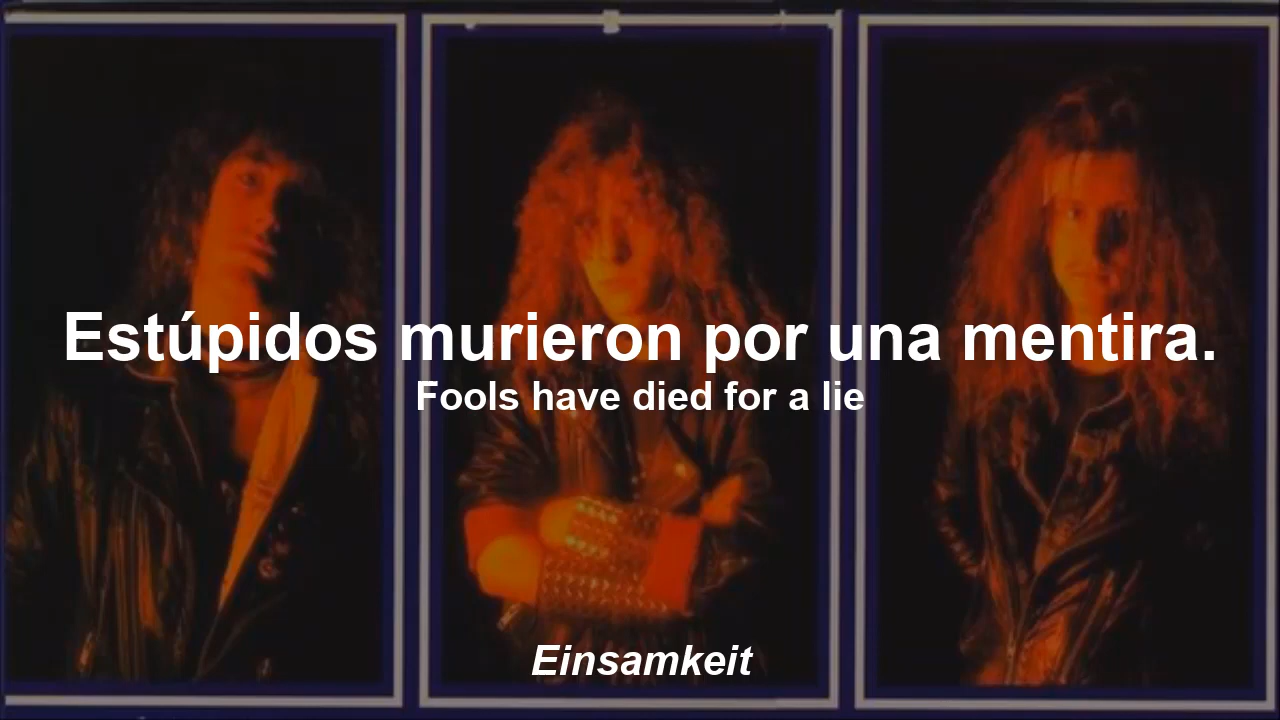 Estúpidos murieron por una mentira.
Fools have died for a lie
Einsamkeit